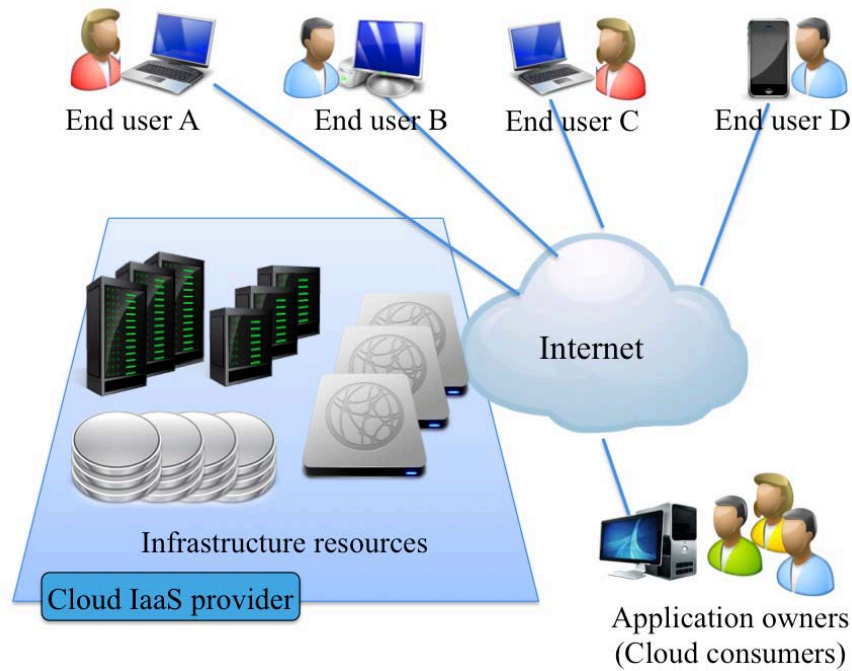 End user A
End user B
End user C
End user D
Internet
Infrastructure resources
Cloud IaaS provider
Application owners
(Cloud consumers)